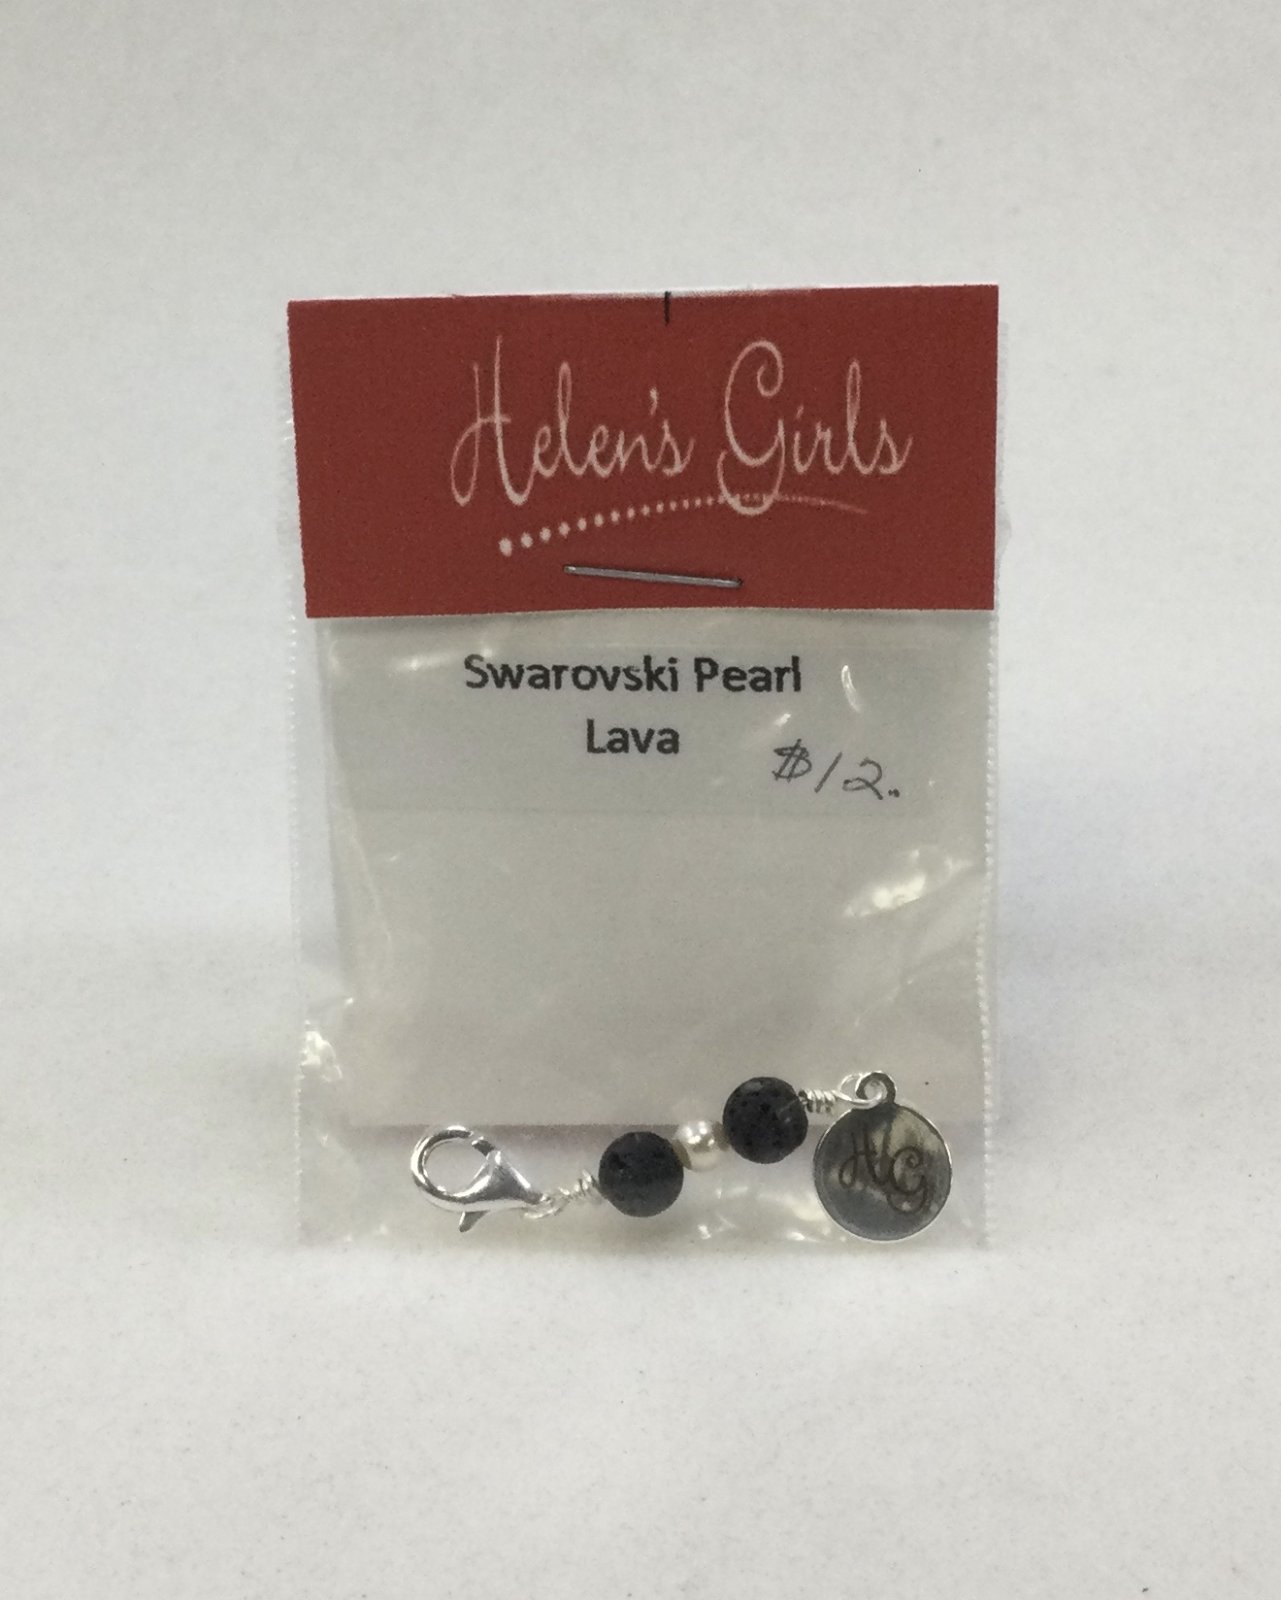 Helen's Girls
Swarovski Pearl
Lava
$12.
HG